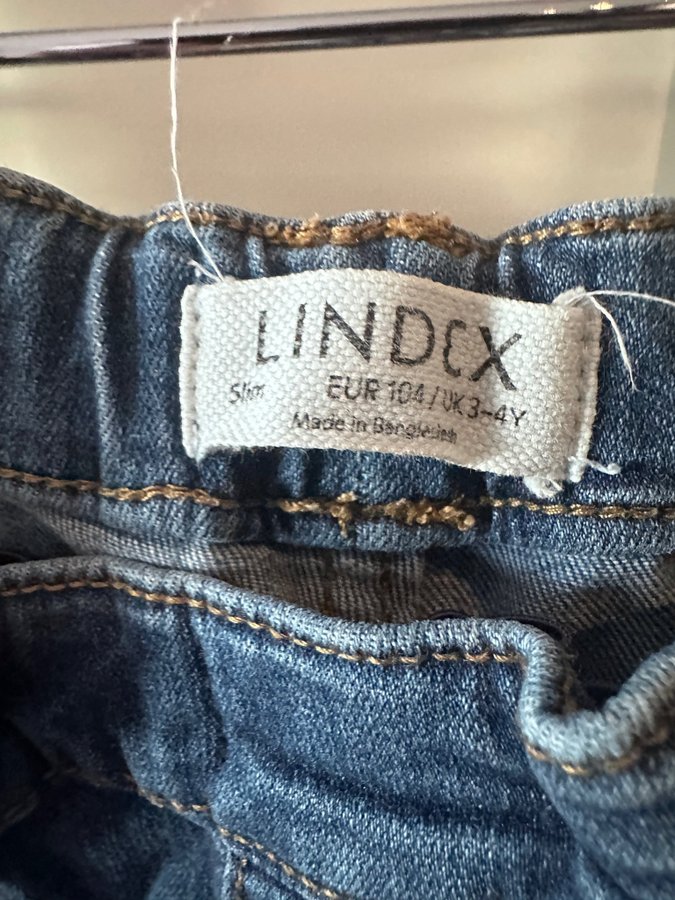 LINDEX
Slim EUR 104/UK 3-4Y
Made in Bangladesh